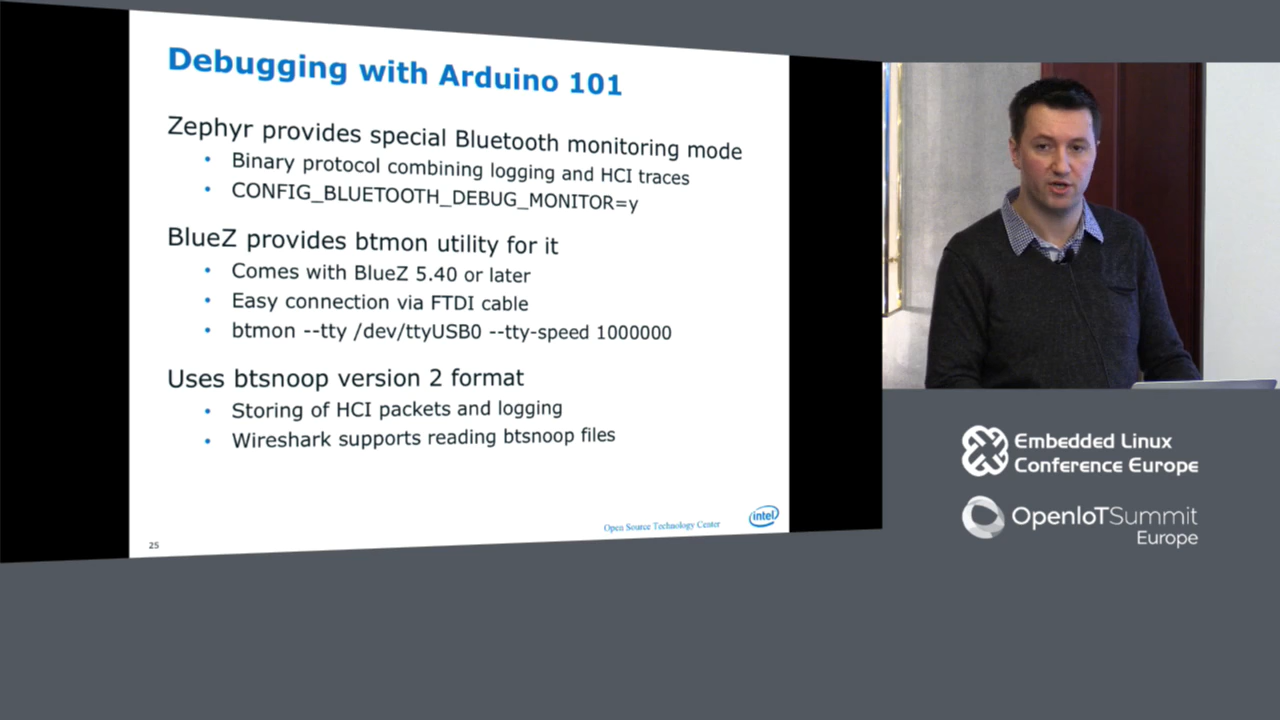 Debugging with Arduino 101
Zephyr provides special Bluetooth monitoring mode
• Binary protocol combining logging and HCI traces
• CONFIG_BLUETOOTH_DEBUG_MONITOR=y
BlueZ provides btmon utility for it
• Comes with BlueZ 5.40 or later
• Easy connection via FTDI cable
• btmon --tty /dev/ttyUSB0 --tty-speed 1000000
Uses btsnoop version 2 format
• Storing of HCI packets and logging
• Wireshark supports reading btsnoop files
Open Source Technology Center
intel
25
Embedded Linux
Conference Europe
OpenIoTSummit
Europe